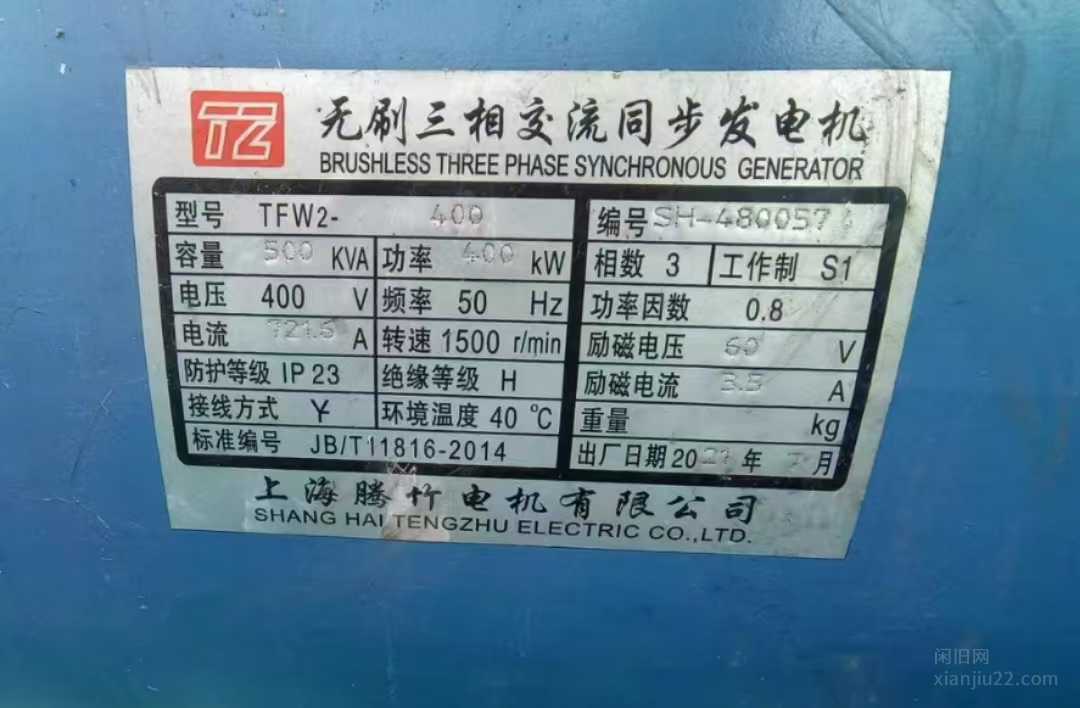 TZ
无刷三相交流同步发电机
BRUSHLESS THREE PHASE SYNCHRONOUS GENERATOR
型号 TFW2- 400
编号 SH-480057
容量 500 KVA 功率 400 kW
相数 3 工作制 S1
电压 400 V 频率 50 Hz
功率因数 0.8
电流 721.6 A 转速 1500 r/min
励磁电压 60 V
防护等级 IP 23 绝缘等级 H
励磁电流 3.5 A
接线方式 Y 环境温度 40 ℃
重量 kg
标准编号 JB/T11816-2014
出厂日期 20 年 月
上海腾竹电机有限公司
SHANG HAI TENGZHU ELECTRIC CO.,LTD.
闲旧网
xianjiu22.com